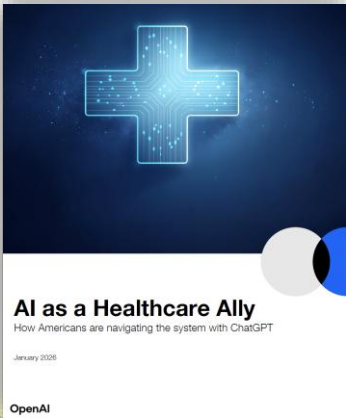 AI as a Healthcare Ally
How Americans are navigating the system with ChatGPT
January 2026
OpenAI